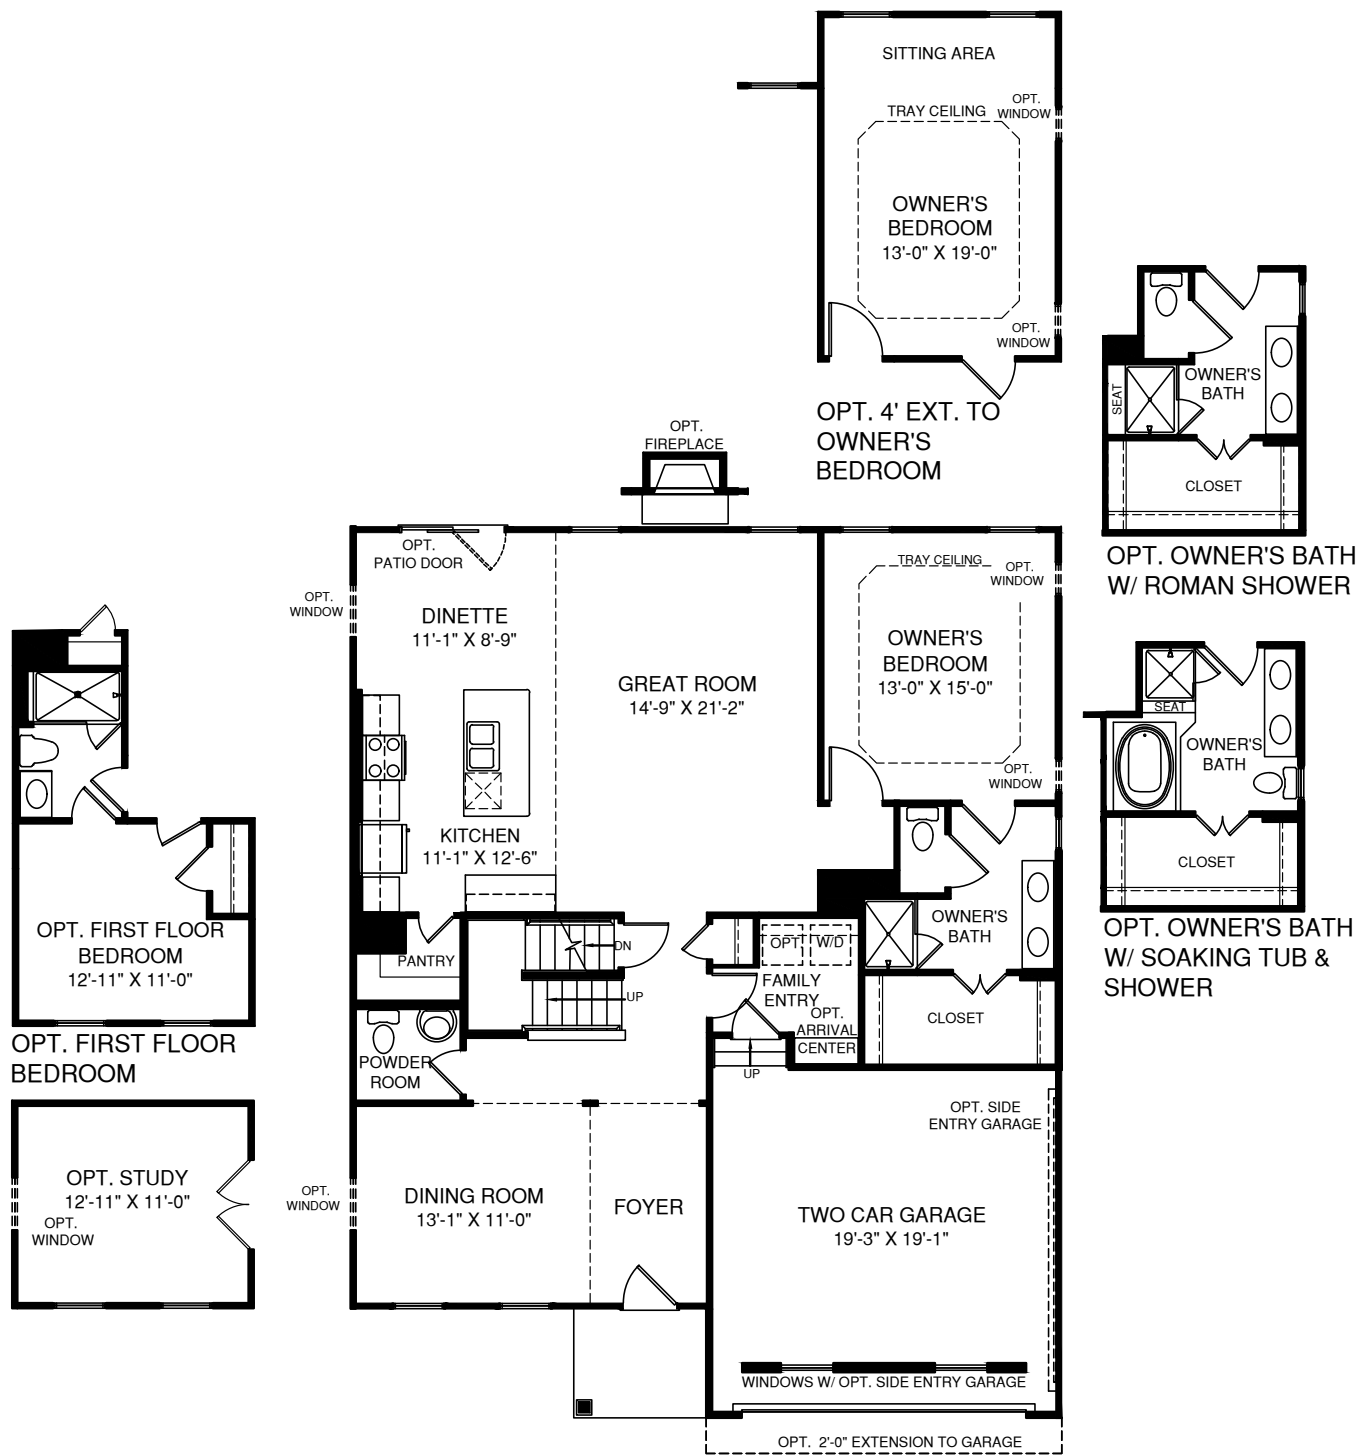 SITTING AREA
TRAY CEILING
OPT.
WINDOW
OWNER'S
BEDROOM
13'-0" X 19'-0"
OPT.
WINDOW
OPT. 4' EXT. TO
OWNER'S
BEDROOM
OWNER'S
BATH
SEAT
CLOSET
OPT. OWNER'S BATH
W/ ROMAN SHOWER
OPT.
FIREPLACE
OPT.
PATIO DOOR
OPT.
WINDOW
DINETTE
11'-1" X 8'-9"
GREAT ROOM
14'-9" X 21'-2"
TRAY CEILING
OPT.
WINDOW
OWNER'S
BEDROOM
13'-0" X 15'-0"
OPT.
WINDOW
KITCHEN
11'-1" X 12'-6"
SEAT
OWNER'S
BATH
CLOSET
OPT. OWNER'S BATH
W/ SOAKING TUB &
SHOWER
OPT. FIRST FLOOR
BEDROOM
12'-11" X 11'-0"
OPT. FIRST FLOOR
BEDROOM
PANTRY
DN
UP
OPT W/D
FAMILY
ENTRY
OPT.
ARRIVAL
CENTER
UP
OWNER'S
BATH
CLOSET
POWDER
ROOM
OPT. STUDY
12'-11" X 11'-0"
OPT.
WINDOW
OPT.
WINDOW
DINING ROOM
13'-1" X 11'-0"
FOYER
OPT. SIDE
ENTRY GARAGE
TWO CAR GARAGE
19'-3" X 19'-1"
WINDOWS W/ OPT. SIDE ENTRY GARAGE
OPT. 2'-0" EXTENSION TO GARAGE